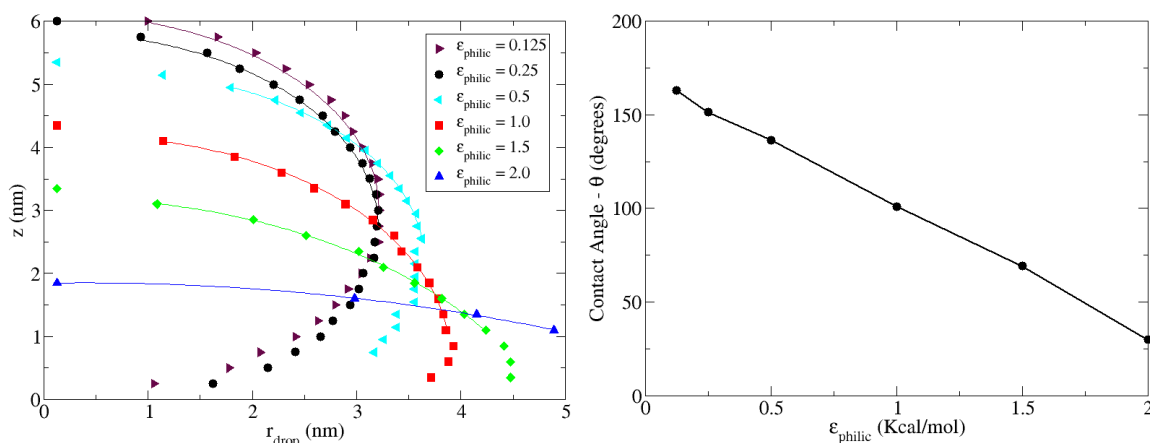 6
5
4
3
2
1
0
z (nm)
0 1 2 3 4 5
r_drop (nm)
ε_philic = 0.125
ε_philic = 0.25
ε_philic = 0.5
ε_philic = 1.0
ε_philic = 1.5
ε_philic = 2.0
200
150
100
50
0
Contact Angle - θ (degrees)
0.5 1 1.5 2
ε_philic (Kcal/mol)